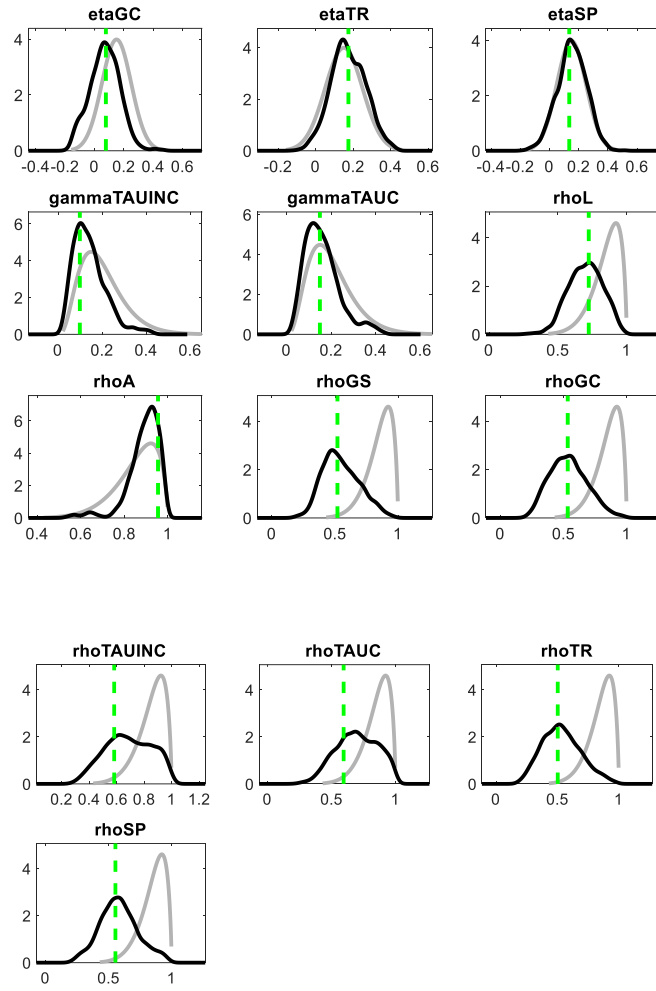 etaGC etaTR etaSP
4 4 4
2 2 2
0 0 0
-0.4 -0.2 0 0.2 0.4 0.6 -0.2 0 0.2 0.4 0.6 -0.4 -0.2 0 0.2 0.4 0.6
gammaTAUINC gammaTAUC rhoL
6 6 4
4 4
2 2 2
0 0 0
0 0.2 0.4 0.6 0 0.2 0.4 0.6 0 0.5 1
rhoA rhoGS rhoGC
6 4 4
4
2 2 2
0 0 0
0.4 0.6 0.8 1 0 0.5 1 0 0.5 1
rhoTAUINC rhoTAUC rhoTR
4 4 4
2 2 2
0 0 0
0.2 0.4 0.6 0.8 1 1.2 0 0.5 1 0 0.5 1
rhoSP
4
2
0
0 0.5 1